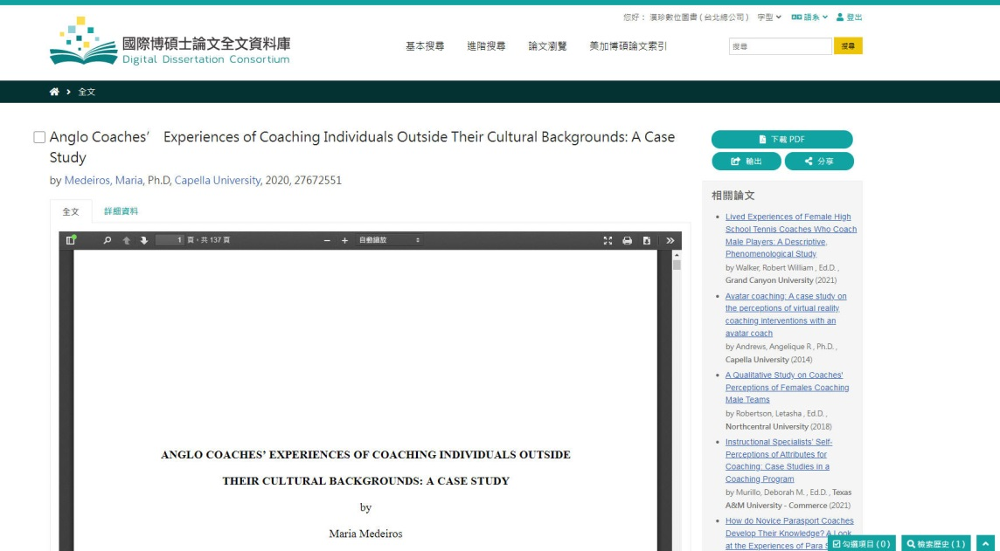 您好： 漢珍數位圖書 ( 台北總公司 ) 字型 語系 登出
國際博碩士論文全文資料庫
Digital Dissertation Consortium
基本搜尋 進階搜尋 論文瀏覽 美加博碩論文索引
搜尋 搜尋
全文
Anglo Coaches’ Experiences of Coaching Individuals Outside Their Cultural Backgrounds: A Case
Study
by Medeiros, Maria, Ph.D, Capella University, 2020, 27672551
全文 詳細資料
1 頁，共 137 頁
自動縮放
ANGLO COACHES’ EXPERIENCES OF COACHING INDIVIDUALS OUTSIDE
THEIR CULTURAL BACKGROUNDS: A CASE STUDY
by
Maria Medeiros
下載 PDF
輸出 分享
相關論文
Lived Experiences of Female High
School Tennis Coaches Who Coach
Male Players: A Descriptive,
Phenomenological Study
by Walker, Robert William , Ed.D. ,
Grand Canyon University (2021)
Avatar coaching: A case study on
the perceptions of virtual reality
coaching interventions with an
avatar coach
by Andrews, Angelique R., Ph.D. ,
Capella University (2014)
A Qualitative Study on Coaches'
Perceptions of Females Coaching
Male Teams
by Robertson, Letasha , Ed.D. ,
Northcentral University (2018)
Instructional Specialists' Self-
Perceptions of Attributes for
Coaching: Case Studies in a
Coaching Program
by Murillo, Deborah M. , Ed.D. , Texas
A&M University - Commerce (2021)
How do Novice Parasport Coaches
Develop Their Knowledge? A Look
at the Experiences of Para S
勾選項目 ( 0 ) 檢索歷史 ( 1 )